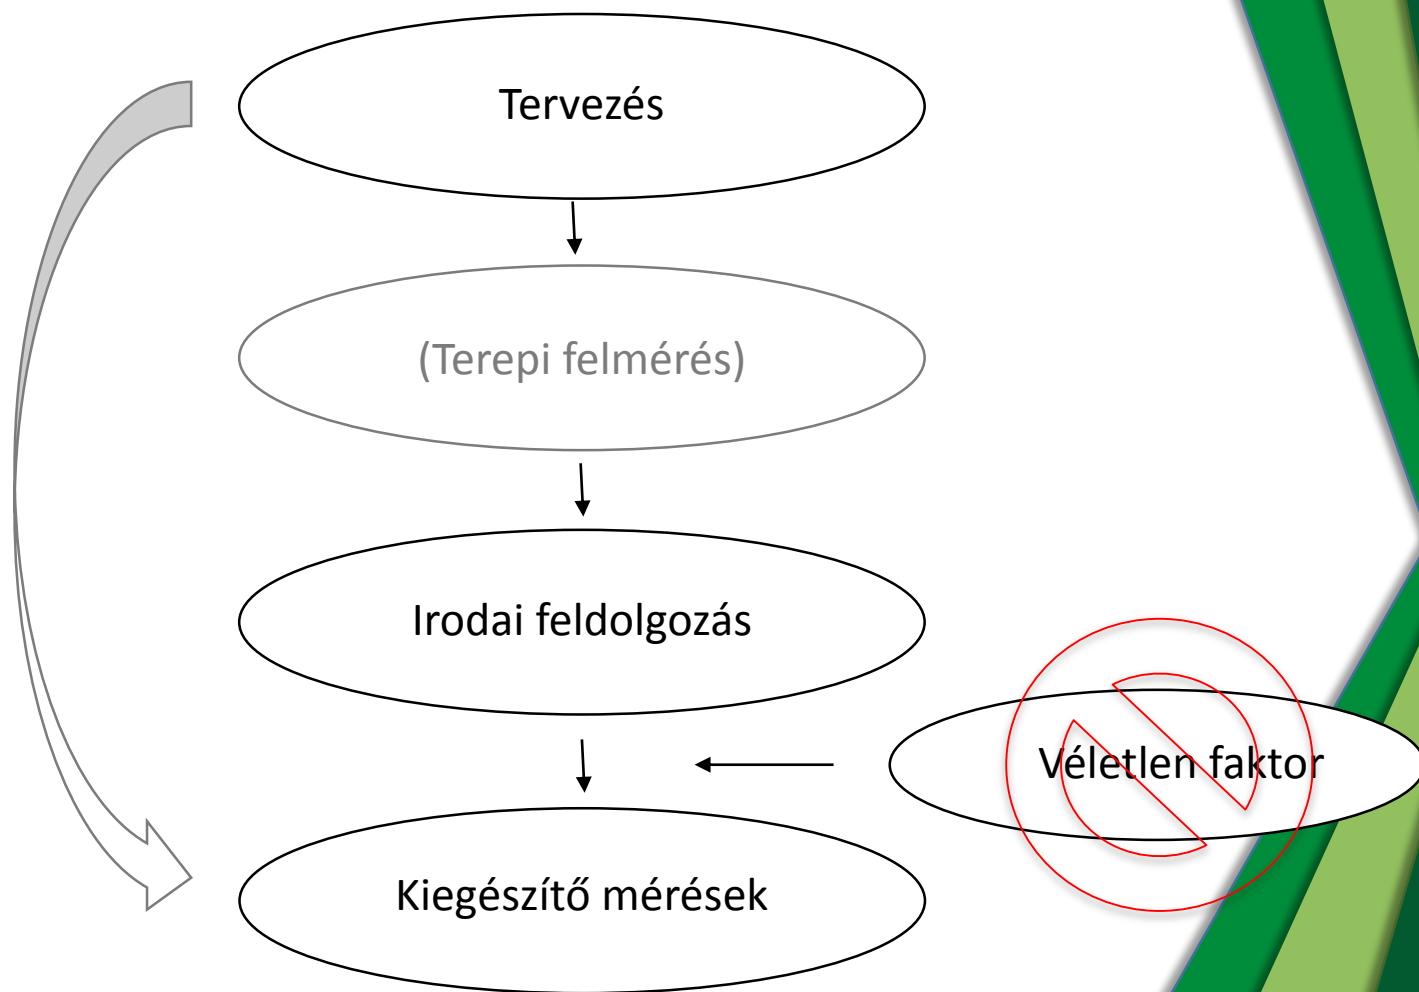 Tervezés
(Terepi felmérés)
Irodai feldolgozás
Véletlen faktor
Kiegészítő mérések